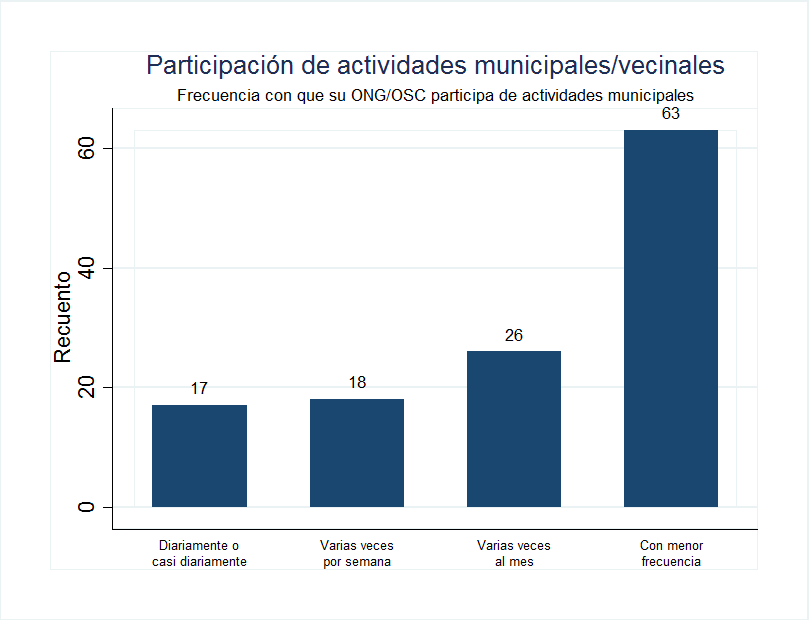 Participación de actividades municipales/vecinales
Frecuencia con que su ONG/OSC participa de actividades municipales
Recuento
60
40
20
0
17
18
26
63
Diariamente o
casi diariamente
Varias veces
por semana
Varias veces
al mes
Con menor
frecuencia